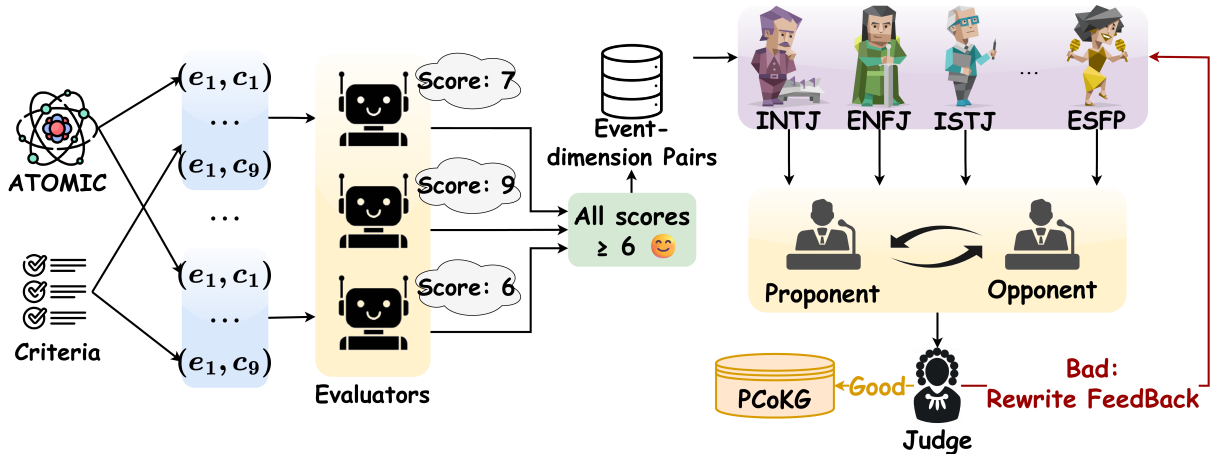 ATOMIC
Criteria
(e₁, c₁)
...
(e₁, c₉)
...
(e₁, c₁)
...
(e₁, c₉)
Score: 7
Score: 9
Score: 6
Evaluators
All scores
≥ 6 😊
Event-
dimension Pairs
INTJ
ENFJ
ISTJ
...
ESFP
Proponent
Opponent
Judge
Good
PCoKG
Bad:
Rewrite FeedBack